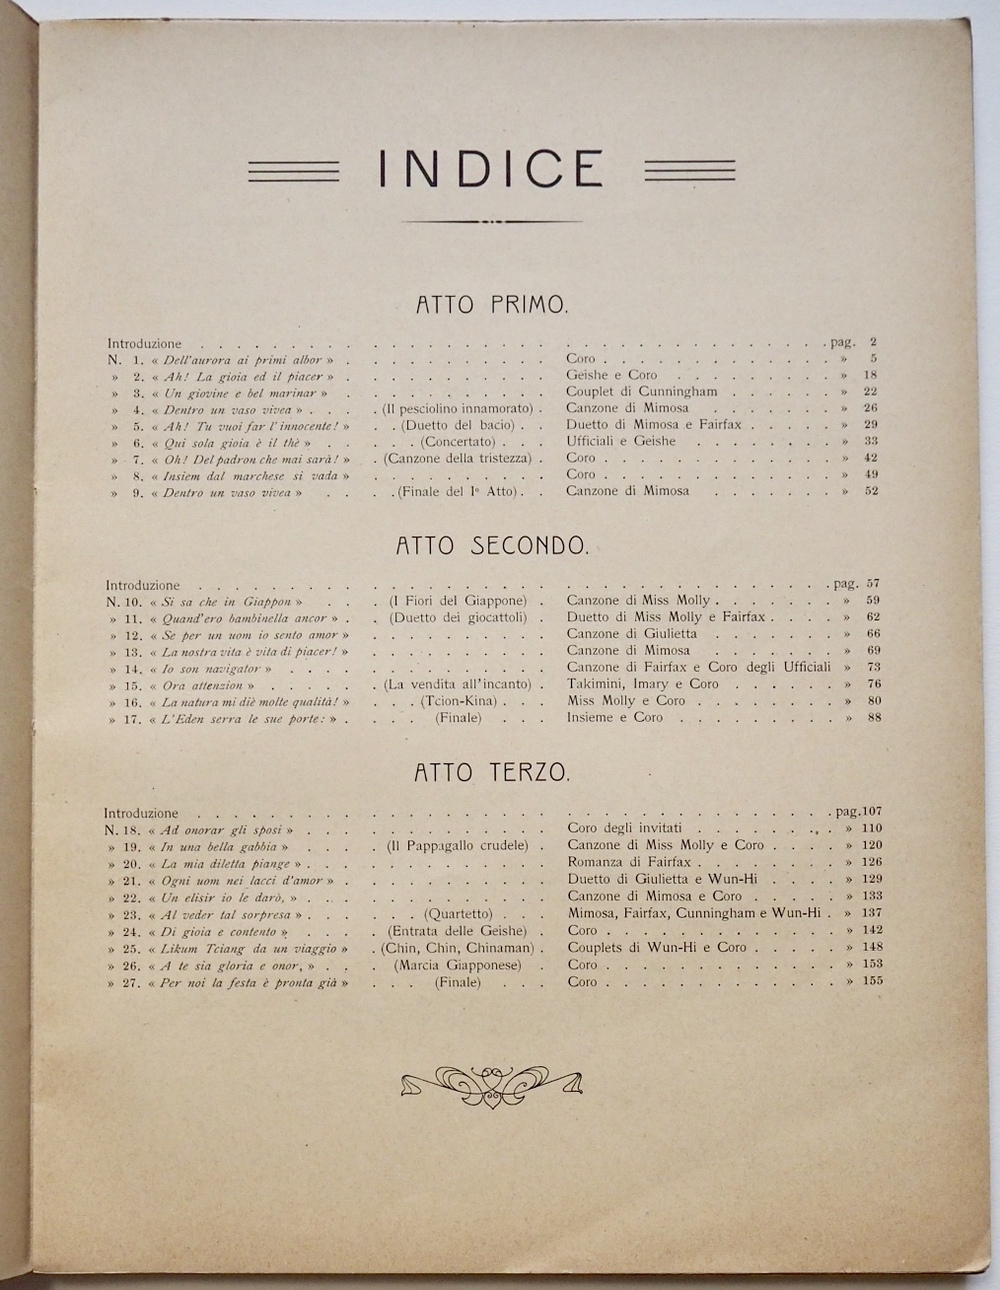 INDICE
ATTO PRIMO.
Introduzione . . . . . . . . . . . . . . . . . . . . . . . . . . . . . . pag. 2
N. 1. « Dell'aurora ai primi albor » . . . . . . . . . . . Coro . . . . . . . . . . . . . » 5
» 2. « Ah! La gioia ed il piacer » . . . . . . . . . . . Geishe e Coro . . . . . . . . . » 18
» 3. « Un giovine e bel marinar » . . . . . . . . . . Couplet di Cunningham . . . . . . . » 22
» 4. « Dentro un vaso vivea » . . . . (Il pesciolino innamorato) . Canzone di Mimosa . . . . . . . » 26
» 5. « Ah! Tu vuoi far l'innocente! » . . (Duetto del bacio) . . Duetto di Mimosa e Fairfax . . . . . » 29
» 6. « Qui sola gioia è il thè » . . . . . (Concertato) . . . Ufficiali e Geishe . . . . . . . . » 33
» 7. « Oh! Del padron che mai sarà! » . (Canzone della tristezza) . Coro . . . . . . . . . . . . . » 42
» 8. « Insiem dal marchese si vada » . . . . . . . . . . Coro . . . . . . . . . . . . . » 49
» 9. « Dentro un vaso vivea » . . . . . (Finale del Iº Atto) . . Canzone di Mimosa . . . . . . . » 52
ATTO SECONDO.
Introduzione . . . . . . . . . . . . . . . . . . . . . . . . . . . . . . pag. 57
N. 10. « Si sa che in Giappon » . . . (I Fiori del Giappone) . Canzone di Miss Molly . . . . . . . » 59
» 11. « Quand'ero bambinella ancor » . (Duetto dei giocattoli) . Duetto di Miss Molly e Fairfax . . . . » 62
» 12. « Se per un uom io sento amor » . . . . . . . . . . Canzone di Giulietta . . . . . . . » 66
» 13. « La nostra vita è vita di piacer! » . . . . . . . . . . Canzone di Mimosa . . . . . . . » 69
» 14. « Io son navigator » . . . . . . . . . . . . . . Canzone di Fairfax e Coro degli Ufficiali » 73
» 15. « Ora attenzion » . . . . . . (La vendita all'incanto) . Takimini, Imary e Coro . . . . . . » 76
» 16. « La natura mi diè molte qualità! » . . . (Tcion-Kina) . . . Miss Molly e Coro . . . . . . . . » 80
» 17. « L'Eden serra le sue porte: » . . . . (Finale) . . . Insieme e Coro . . . . . . . . . » 88
ATTO TERZO.
Introduzione . . . . . . . . . . . . . . . . . . . . . . . . . . . . . . pag. 107
N. 18. « Ad onorar gli sposi » . . . . . . . . . . . . . Coro degli invitati . . . . . . . . » 110
» 19. « In una bella gabbia » . . . . (Il Pappagallo crudele) . Canzone di Miss Molly e Coro . . . . » 120
» 20. « La mia diletta piange » . . . . . . . . . . . . Romanza di Fairfax . . . . . . . . » 126
» 21. « Ogni uom nei lacci d'amor » . . . . . . . . . . . Duetto di Giulietta e Wun-Hi . . . . » 129
» 22. « Un elisir io le darò, » . . . . . . . . . . . . . Canzone di Mimosa e Coro . . . . . » 133
» 23. « Al veder tal sorpresa » . . . . . . (Quartetto) . . . Mimosa, Fairfax, Cunningham e Wun-Hi . » 137
» 24. « Di gioia e contento » . . . . (Entrata delle Geishe) . Coro . . . . . . . . . . . . . » 142
» 25. « Likum Tciang da un viaggio » . (Chin, Chin, Chinaman) . Couplets di Wun-Hi e Coro . . . . . » 148
» 26. « A te sia gloria e onor, » . . . (Marcia Giapponese) . Coro . . . . . . . . . . . . . » 153
» 27. « Per noi la festa è pronta già » . . . (Finale) . . . Coro . . . . . . . . . . . . . » 155